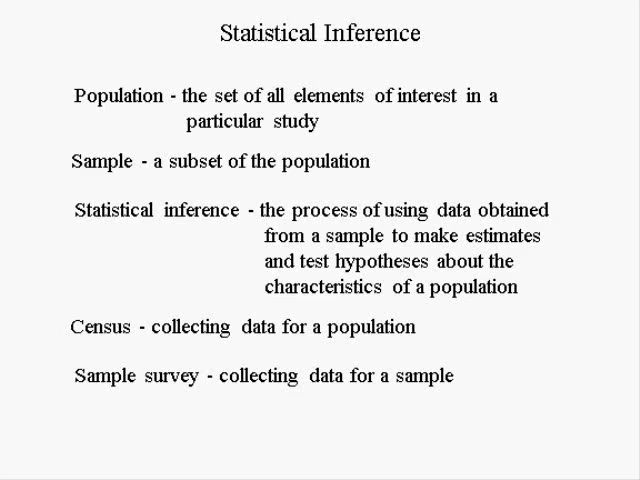 Statistical Inference
Population - the set of all elements of interest in a
particular study
Sample - a subset of the population
Statistical inference - the process of using data obtained
from a sample to make estimates
and test hypotheses about the
characteristics of a population
Census - collecting data for a population
Sample survey - collecting data for a sample